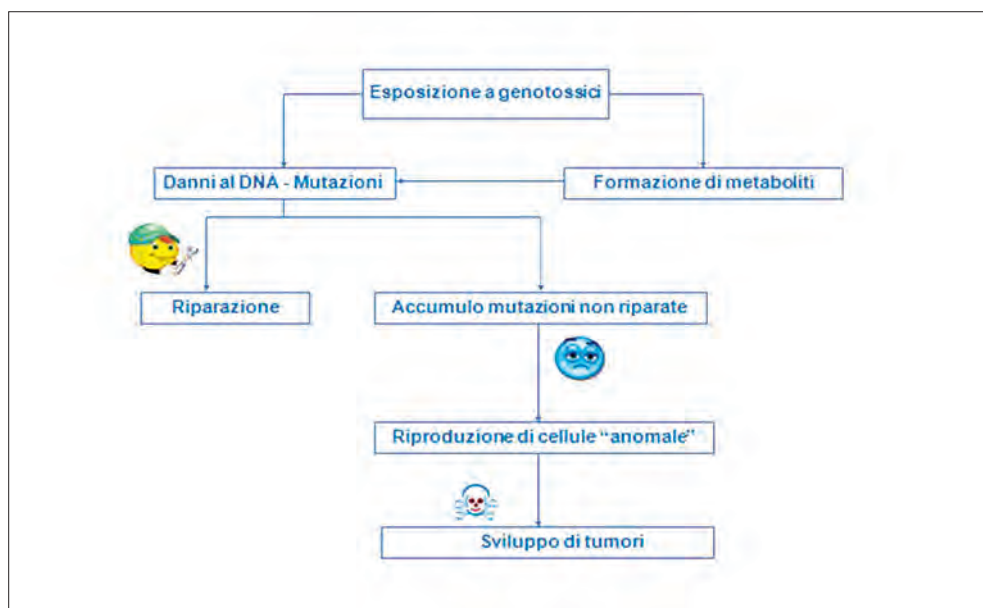 Esposizione a genotossici
Danni al DNA - Mutazioni
Formazione di metaboliti
Riparazione
Accumulo mutazioni non riparate
Riproduzione di cellule “anomale”
Sviluppo di tumori